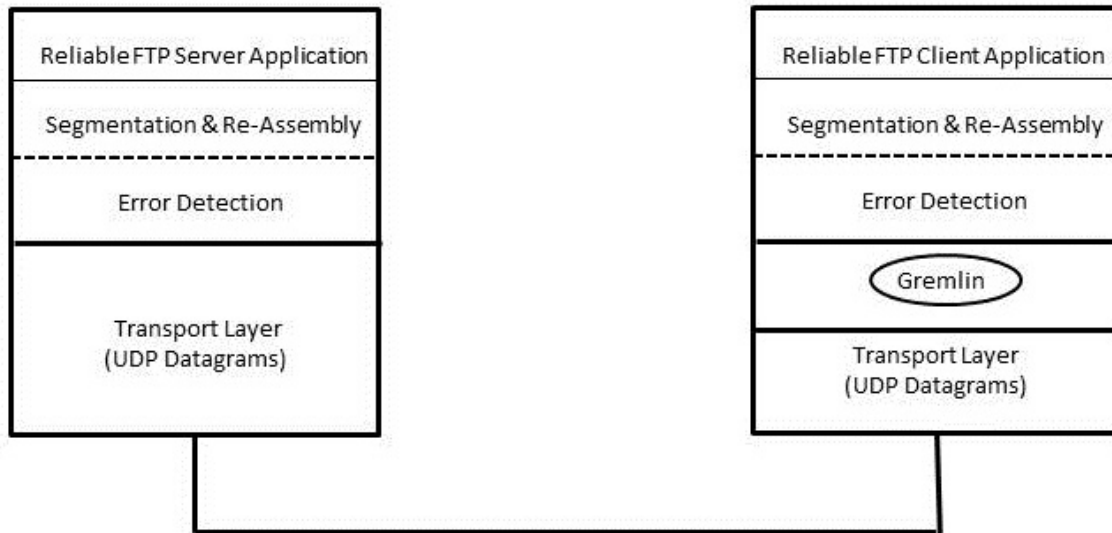 Reliable FTP Server Application
Segmentation & Re-Assembly
Error Detection
Transport Layer
(UDP Datagrams)
Reliable FTP Client Application
Segmentation & Re-Assembly
Error Detection
Gremlin
Transport Layer
(UDP Datagrams)